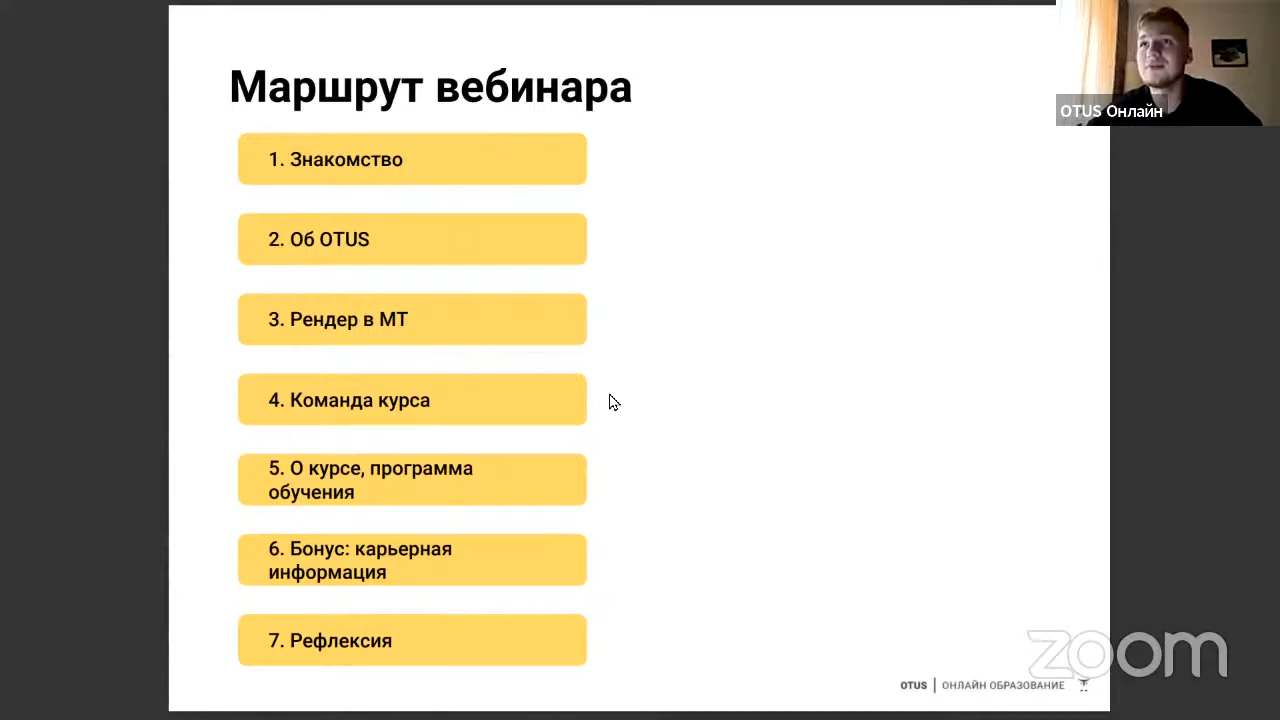 Маршрут вебинара
OTUS Онлайн
1. Знакомство
2. Об OTUS
3. Рендер в МТ
4. Команда курса
5. О курсе, программа
обучения
6. Бонус: карьерная
информация
7. Рефлексия
zoom
OTUS | ОНЛАЙН ОБРАЗОВАНИЕ